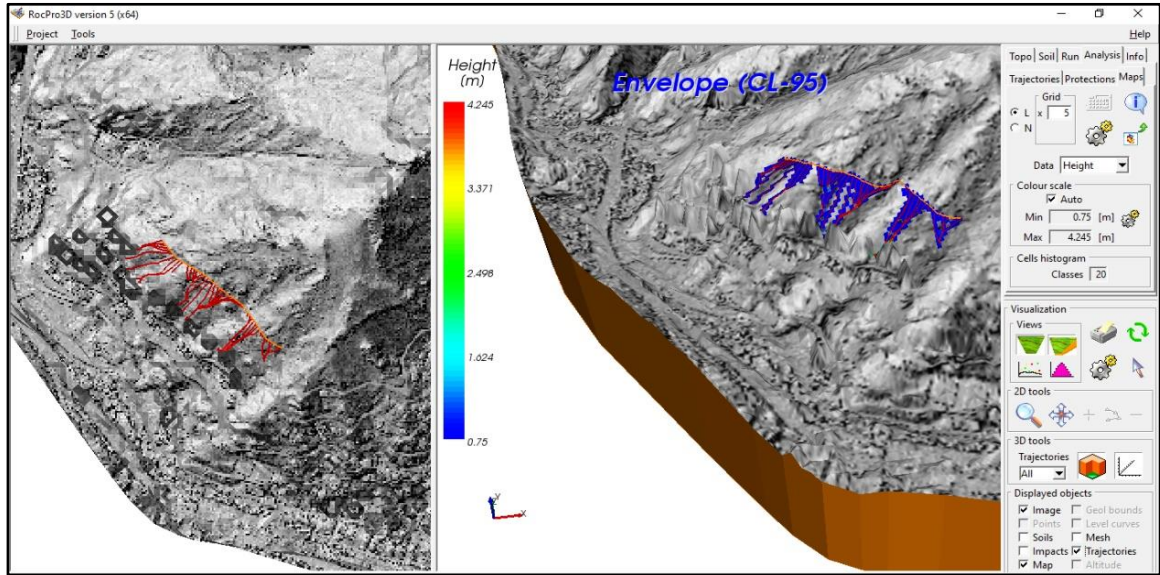 RocPro3D version 5 (x64)
Project Tools
Help
Height
(m)
4.245
3.371
2.498
1.624
0.75
Envelope (CL-95)
Y
X
Topo Soil Run Analysis Info
Trajectories Protections Maps
Grid
L x 5
N
Data Height
Colour scale
Auto
Min 0.75 [m]
Max 4.245 [m]
Cells histogram
Classes 20
Visualization
Views
2D tools
3D tools
Trajectories
All
Displayed objects
Image Geol bounds
Points Level curves
Soils Mesh
Impacts Trajectories
Map Altitude